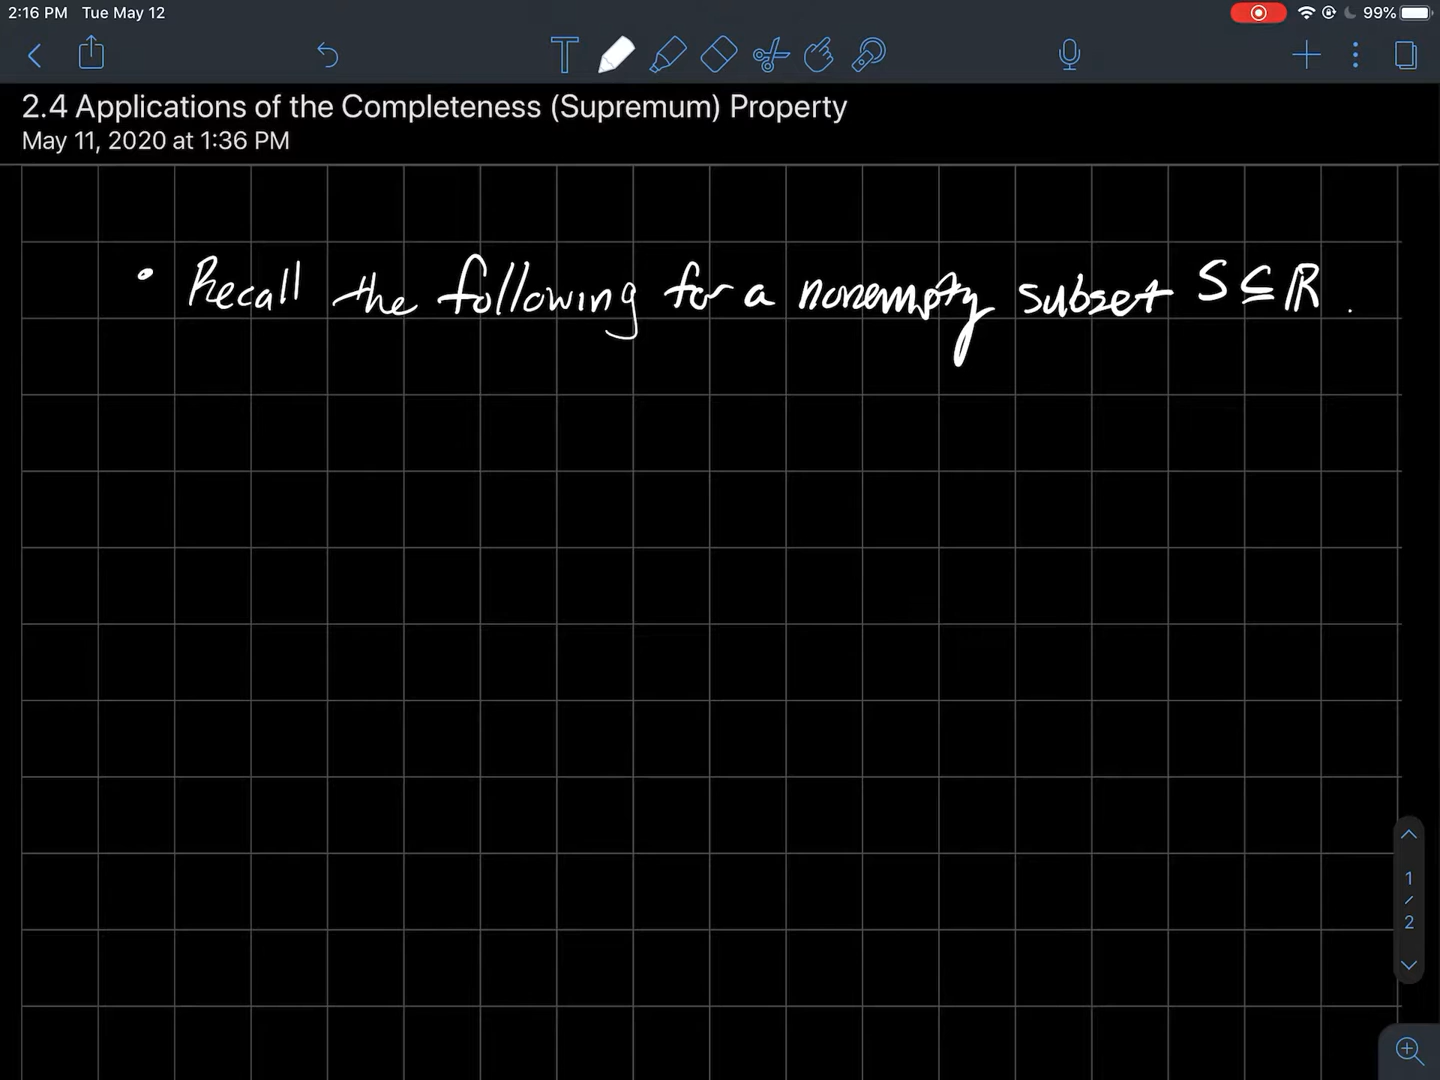 2:16 PM Tue May 12
99%
2.4 Applications of the Completeness (Supremum) Property
May 11, 2020 at 1:36 PM
• Recall the following for a nonempty subset S ⊆ ℝ .
1
/
2